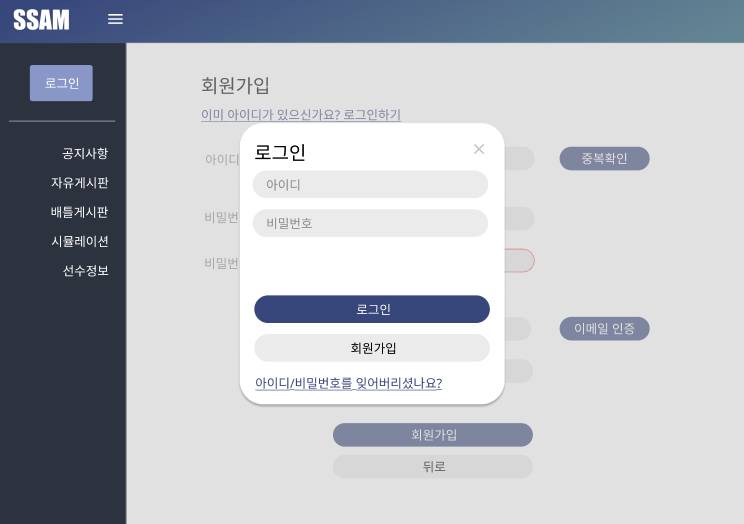 SSAM
로그인
공지사항
자유게시판
배틀게시판
시뮬레이션
선수정보
회원가입
이미 아이디가 있으신가요? 로그인하기
아이디
중복확인
비밀번
비밀번
이메일 인증
회원가입
뒤로
로그인
아이디
비밀번호
로그인
회원가입
아이디/비밀번호를 잊어버리셨나요?